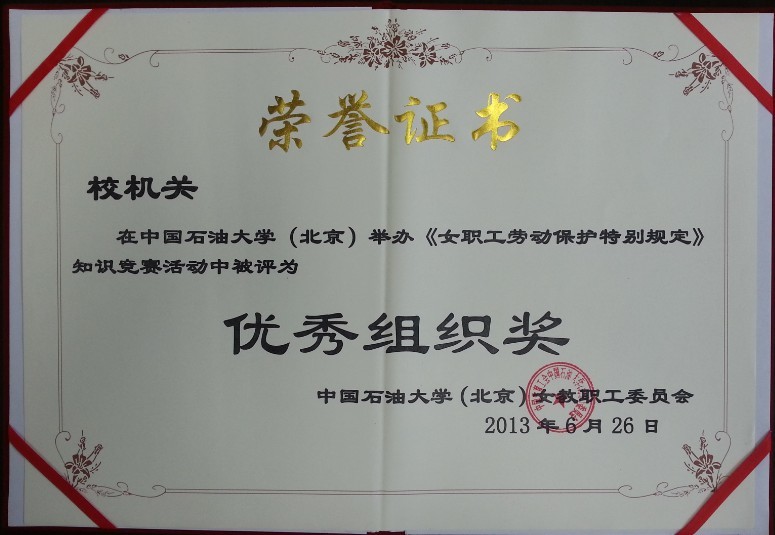 荣誉证书
校机关
在中国石油大学（北京）举办《女职工劳动保护特别规定》
知识竞赛活动中被评为
优秀组织奖
中国石油大学（北京）女教职工委员会
2013年6月26日